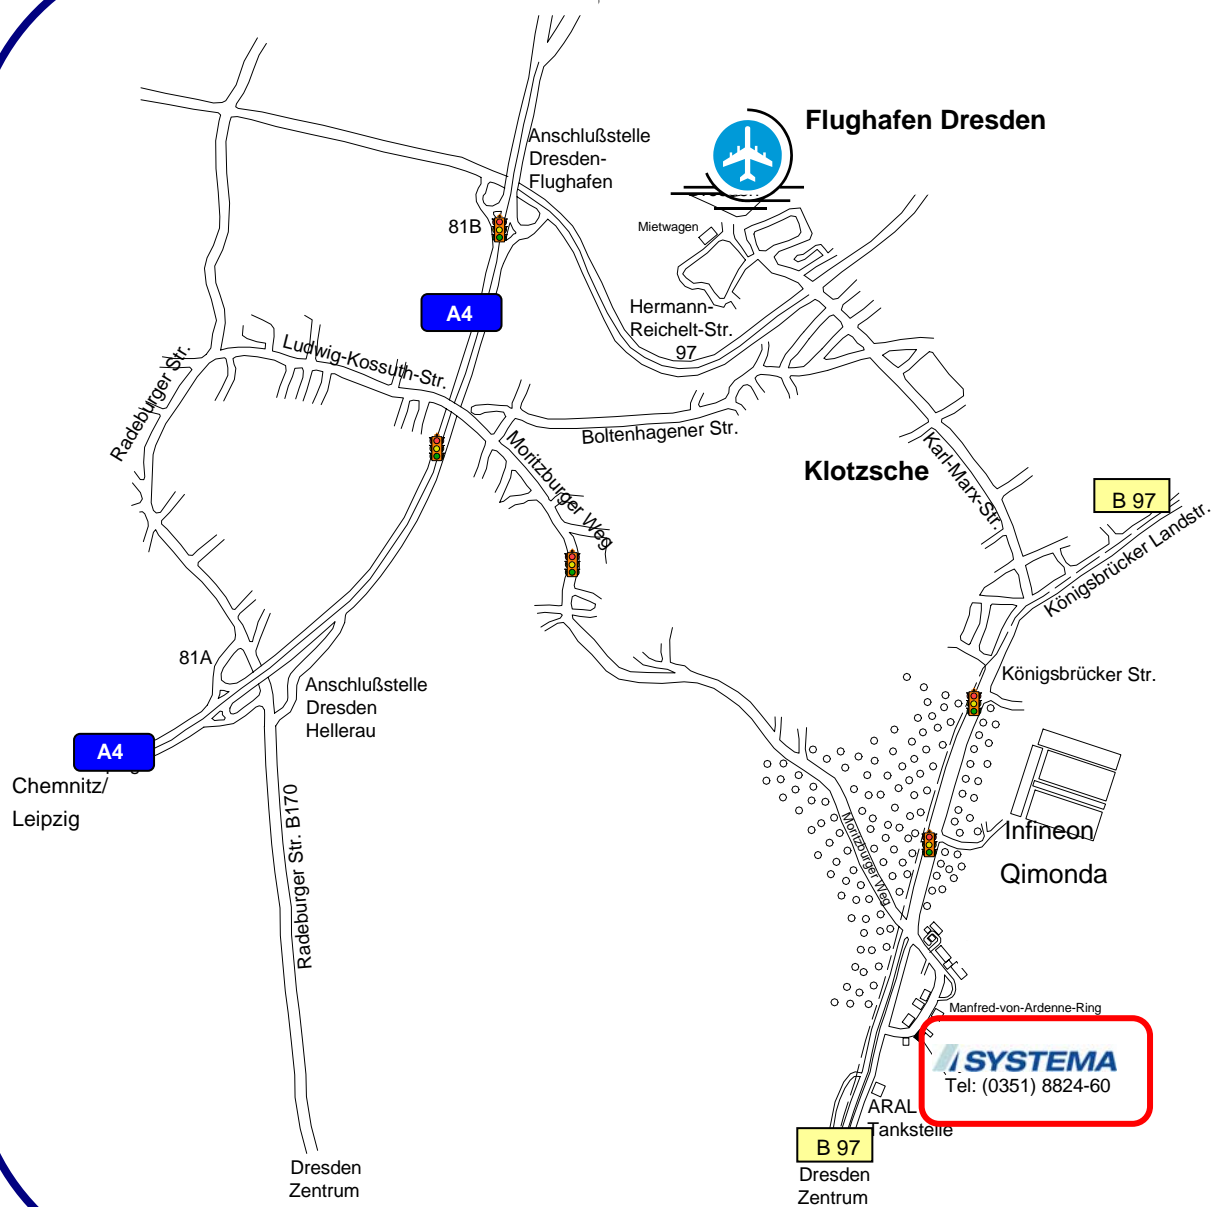 Flughafen Dresden
Anschlußstelle
Dresden-
Flughafen
81B
Mietwagen
A4
Hermann-
Reichelt-Str.
97
Ludwig-Kossuth-Str.
Radeburger Str.
Boltenhagener Str.
Moritzburger Weg
Klotzsche
Karl-Marx-Str.
B 97
Königsbrücker Landstr.
81A
Anschlußstelle
Dresden
Hellerau
Königsbrücker Str.
A4
Chemnitz/
Leipzig
Radeburger Str. B170
Moritzburger Weg
Infineon
Qimonda
Manfred-von-Ardenne-Ring
SYSTEMA
Tel: (0351) 8824-60
ARAL
Tankstelle
B 97
Dresden
Zentrum
Dresden
Zentrum